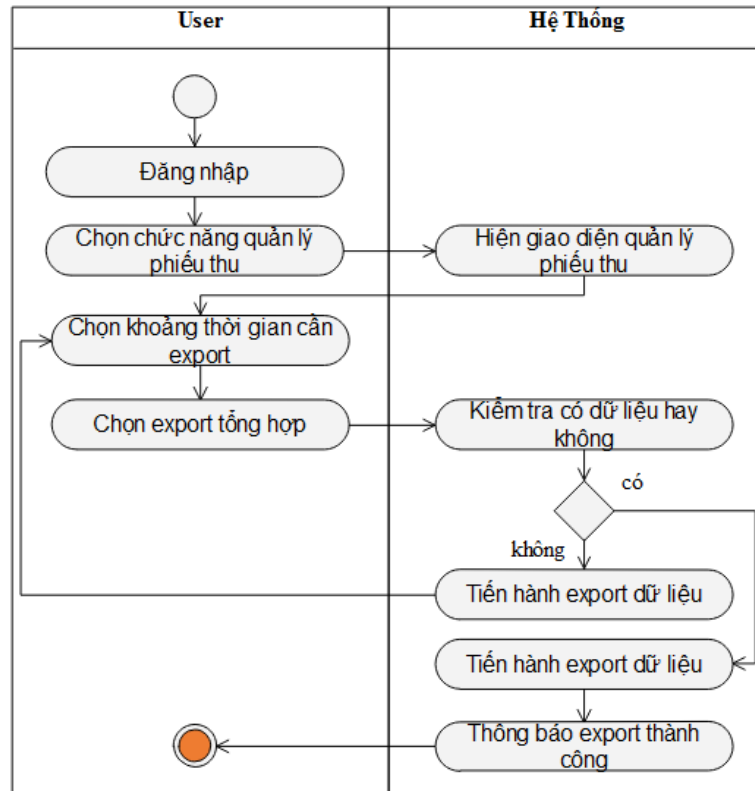 User
Hệ Thống
Đăng nhập
Chọn chức năng quản lý
phiếu thu
Hiện giao diện quản lý
phiếu thu
Chọn khoảng thời gian cần
export
Chọn export tổng hợp
Kiểm tra có dữ liệu hay
không
có
không
Tiến hành export dữ liệu
Tiến hành export dữ liệu
Thông báo export thành
công